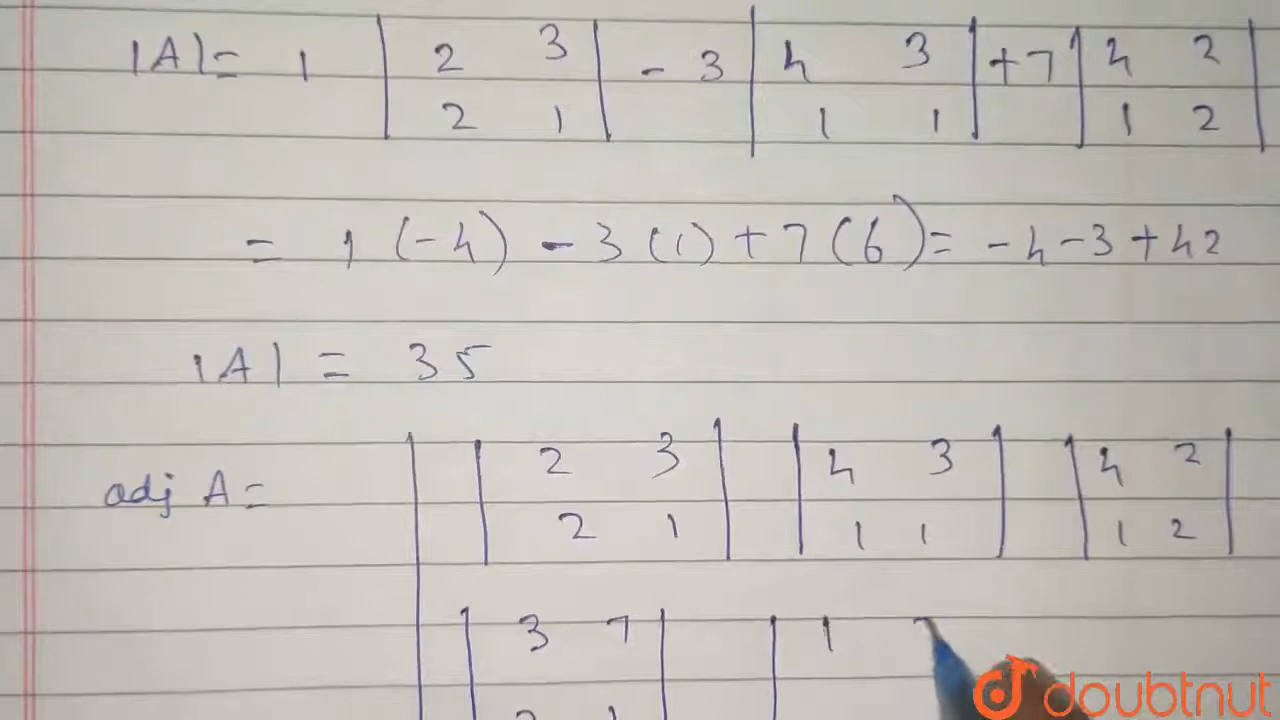 |A| = 1 | 2 3 | - 3 | 4 3 | + 7 | 4 2 |
| 2 1 | | 1 1 | | 1 2 |
= 1 (-4) - 3 (1) + 7 (6) = -4 -3 + 42
|A| = 35
adj A = | 2 3 | | 4 3 | | 4 2 |
| 2 1 | | 1 1 | | 1 2 |
| 3 7 | | 1
doubtnut